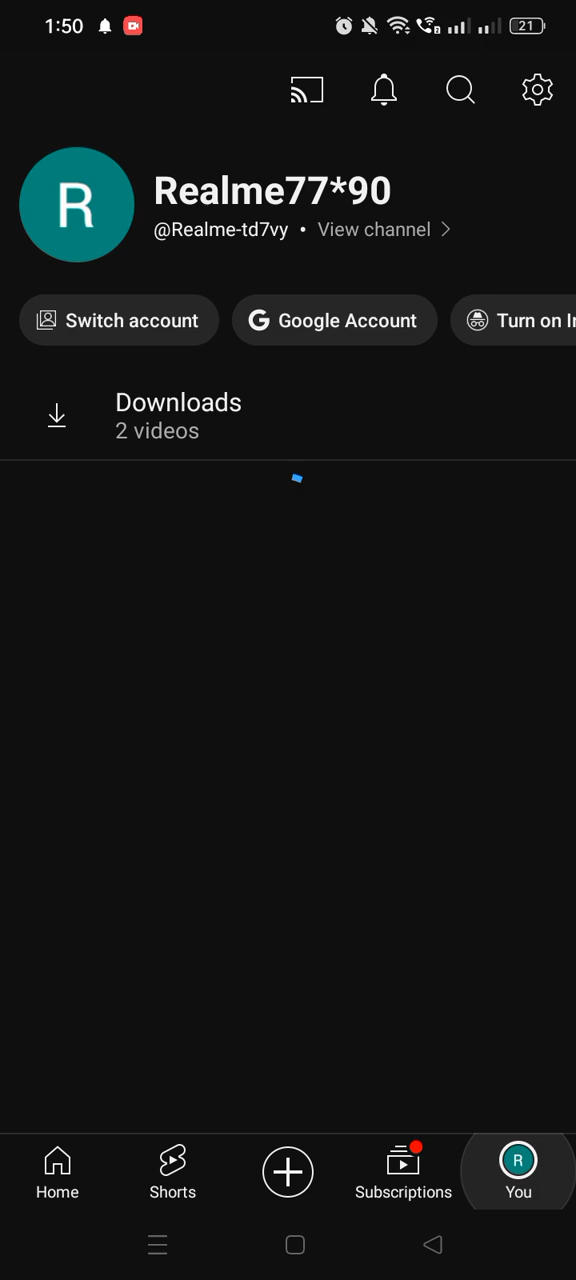 1:50
21
R
Realme77*90
@Realme-td7vy • View channel
Switch account
G Google Account
Turn on
Downloads
2 videos
Home
Shorts
Subscriptions
R
You